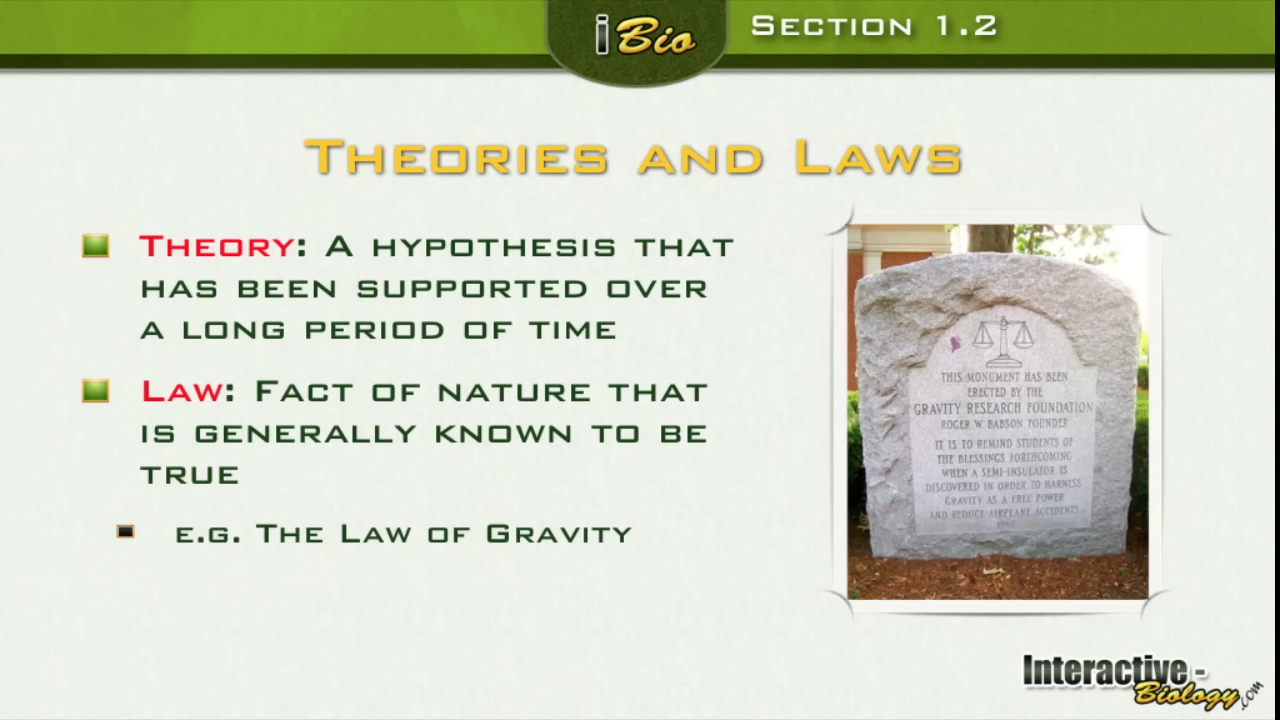 i Bio
Section 1.2
Theories and Laws
Theory: A hypothesis that
has been supported over
a long period of time
Law: Fact of nature that
is generally known to be
true
e.g. The Law of Gravity
THIS MONUMENT HAS BEEN
ERECTED BY THE
GRAVITY RESEARCH FOUNDATION
ROGER W BABSON FOUNDER
IT IS TO REMIND STUDENTS OF
THE BLESSINGS FORTHCOMING
WHEN A SEMI-INSULATOR IS
DISCOVERED IN ORDER TO HARNESS
GRAVITY AS A FREE POWER
AND REDUCE AIRPLANE ACCIDENTS
Interactive -
Biology.com